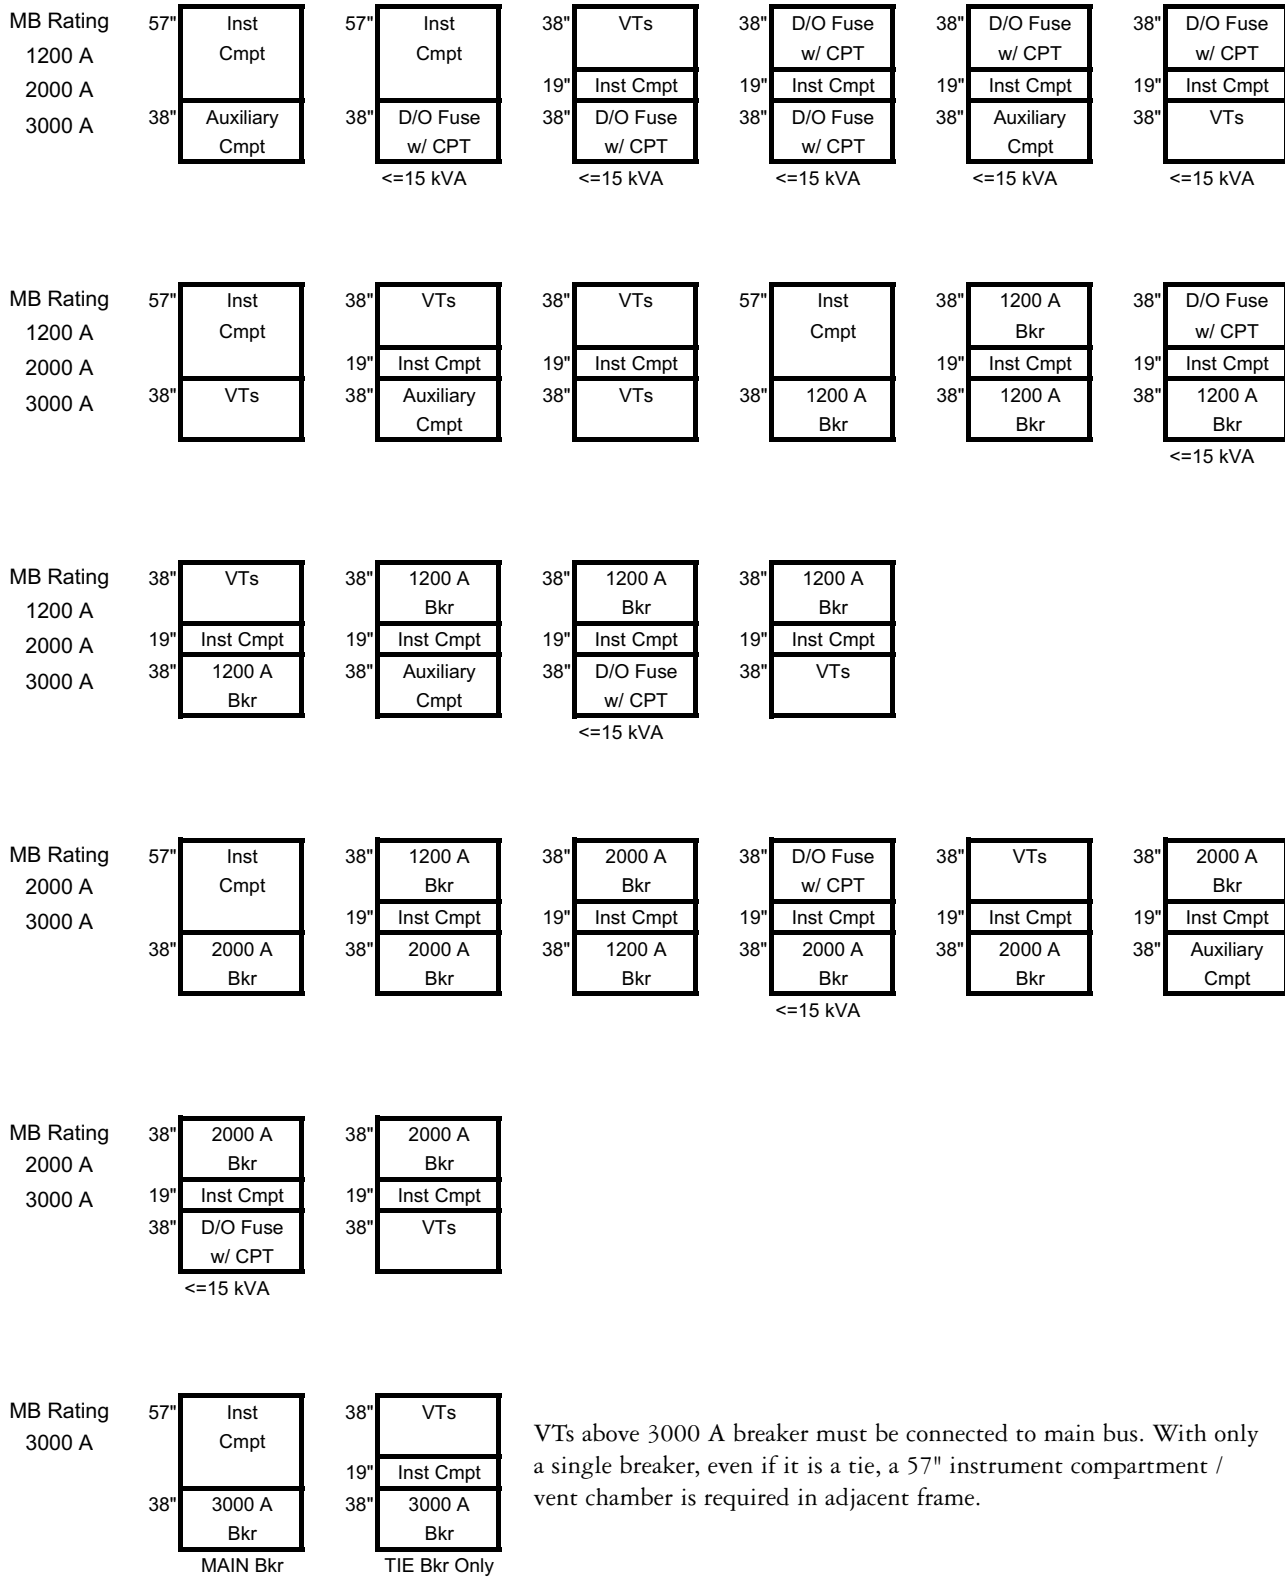 MB Rating 57" Inst 57" Inst 38" VTs 38" D/O Fuse 38" D/O Fuse 38" D/O Fuse
1200 A Cmpt Cmpt w/ CPT w/ CPT w/ CPT
2000 A 19" Inst Cmpt 19" Inst Cmpt 19" Inst Cmpt 19" Inst Cmpt
3000 A 38" Auxiliary 38" D/O Fuse 38" D/O Fuse 38" D/O Fuse 38" Auxiliary 38" VTs
Cmpt w/ CPT w/ CPT w/ CPT Cmpt
<=15 kVA <=15 kVA <=15 kVA <=15 kVA <=15 kVA
MB Rating 57" Inst 38" VTs 38" VTs 57" Inst 38" 1200 A 38" D/O Fuse
1200 A Cmpt Cmpt Bkr w/ CPT
2000 A 19" Inst Cmpt 19" Inst Cmpt 19" Inst Cmpt 19" Inst Cmpt
3000 A 38" VTs 38" Auxiliary 38" VTs 38" 1200 A 38" 1200 A 38" 1200 A
Cmpt Bkr Bkr Bkr
<=15 kVA
MB Rating 38" VTs 38" 1200 A 38" 1200 A 38" 1200 A
1200 A Bkr Bkr Bkr
2000 A 19" Inst Cmpt 19" Inst Cmpt 19" Inst Cmpt 19" Inst Cmpt
3000 A 38" 1200 A 38" Auxiliary 38" D/O Fuse 38" VTs
Bkr Cmpt w/ CPT
<=15 kVA
MB Rating 57" Inst 38" 1200 A 38" 2000 A 38" D/O Fuse 38" VTs 38" 2000 A
2000 A Cmpt Bkr Bkr w/ CPT Bkr
3000 A 19" Inst Cmpt 19" Inst Cmpt 19" Inst Cmpt 19" Inst Cmpt 19" Inst Cmpt
38" 2000 A 38" 2000 A 38" 1200 A 38" 2000 A 38" 2000 A 38" Auxiliary
Bkr Bkr Bkr Bkr Bkr Cmpt
<=15 kVA
MB Rating 38" 2000 A 38" 2000 A
2000 A Bkr Bkr
3000 A 19" Inst Cmpt 19" Inst Cmpt
38" D/O Fuse 38" VTs
w/ CPT
<=15 kVA
MB Rating 57" Inst 38" VTs
3000 A Cmpt
19" Inst Cmpt
38" 3000 A 38" 3000 A
Bkr Bkr
MAIN Bkr TIE Bkr Only
VTs above 3000 A breaker must be connected to main bus. With only
a single breaker, even if it is a tie, a 57" instrument compartment /
vent chamber is required in adjacent frame.